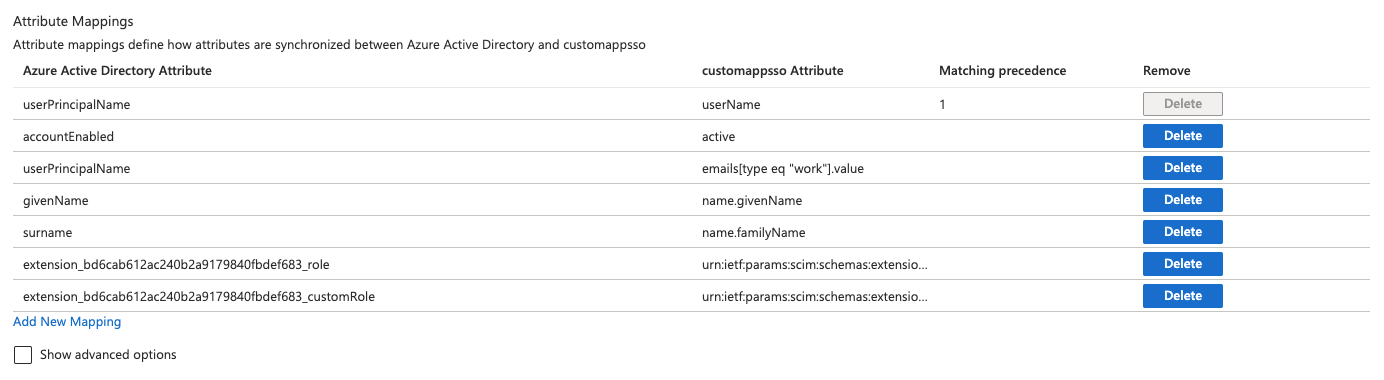 Attribute Mappings
Attribute mappings define how attributes are synchronized between Azure Active Directory and customappsso
Azure Active Directory Attribute customappsso Attribute Matching precedence Remove
userPrincipalName userName 1 Delete
accountEnabled active Delete
userPrincipalName emails[type eq "work"].value Delete
givenName name.givenName Delete
surname name.familyName Delete
extension_bd6cab612ac240b2a9179840fbdef683_role urn:ietf:params:scim:schemas:extensio... Delete
extension_bd6cab612ac240b2a9179840fbdef683_customRole urn:ietf:params:scim:schemas:extensio... Delete
Add New Mapping
Show advanced options